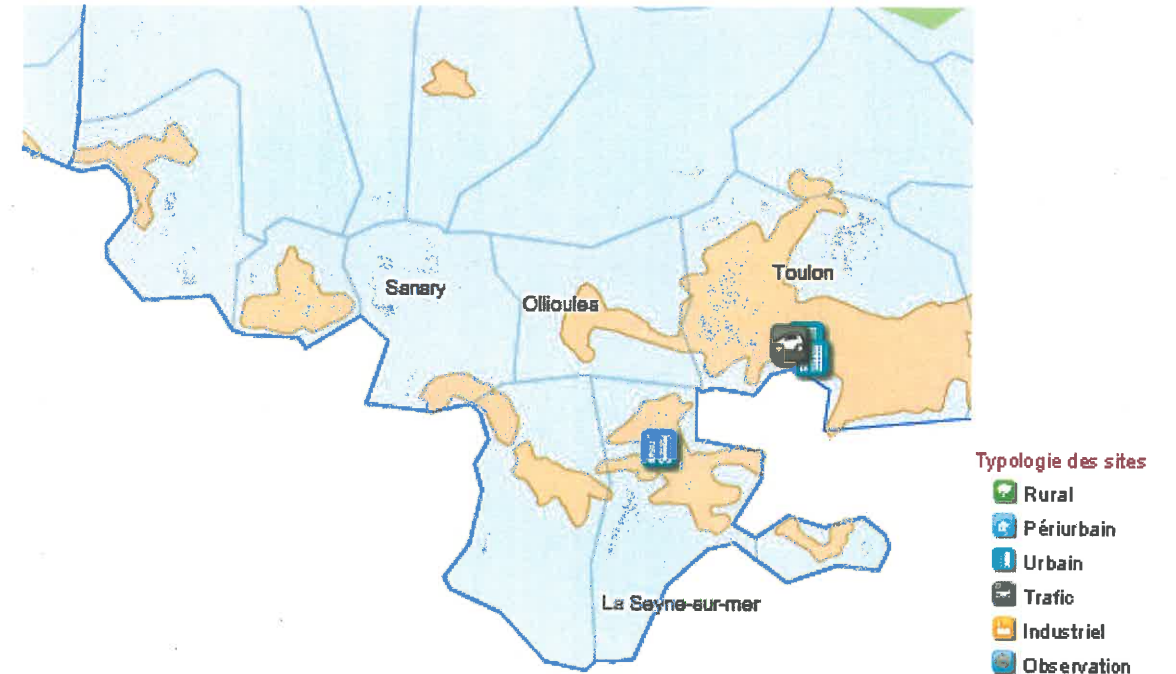 Toulon
Sanary
Ollioules
La Seyne-sur-mer
Typologie des sites
Rural
Périurbain
Urbain
Trafic
Industriel
Observation